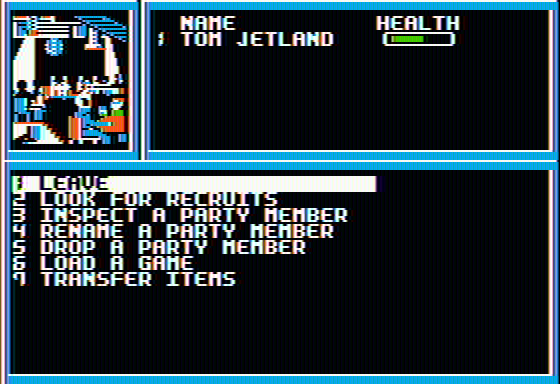 NAME HEALTH
1 TOM JETLAND
1 LEAVE
2 LOOK FOR RECRUITS
3 INSPECT A PARTY MEMBER
4 RENAME A PARTY MEMBER
5 DROP A PARTY MEMBER
6 LOAD A GAME
7 TRANSFER ITEMS